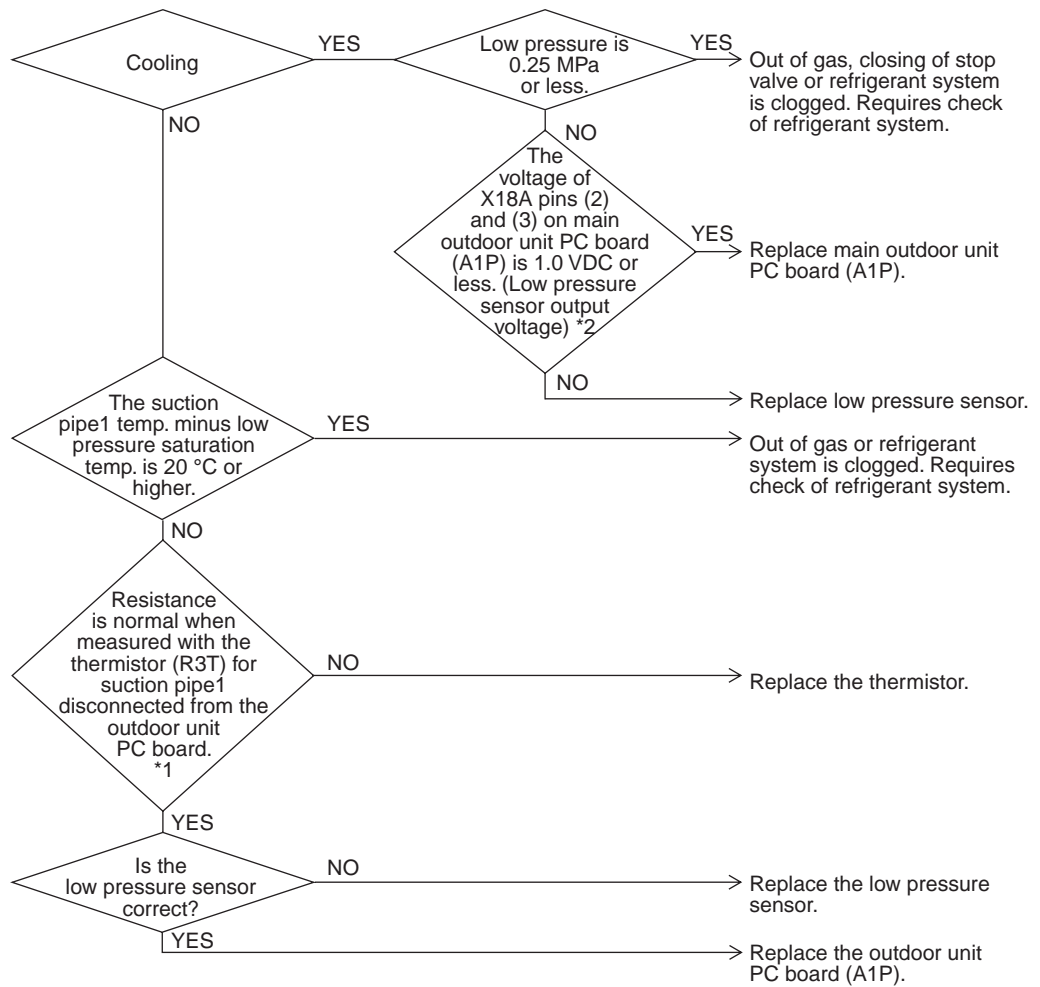 Cooling
YES
Low pressure is
0.25 MPa
or less.
YES
Out of gas, closing of stop
valve or refrigerant system
is clogged. Requires check
of refrigerant system.
NO
NO
The
voltage of
X18A pins (2)
and (3) on main
outdoor unit PC board
(A1P) is 1.0 VDC or
less. (Low pressure
sensor output
voltage) *2
YES
Replace main outdoor unit
PC board (A1P).
NO
Replace low pressure sensor.
The suction
pipe1 temp. minus low
pressure saturation
temp. is 20 °C or
higher.
YES
Out of gas or refrigerant
system is clogged. Requires
check of refrigerant system.
NO
Resistance
is normal when
measured with the
thermistor (R3T) for
suction pipe1
disconnected from the
outdoor unit
PC board.
*1
NO
Replace the thermistor.
YES
Is the
low pressure sensor
correct?
NO
Replace the low pressure
sensor.
YES
Replace the outdoor unit
PC board (A1P).